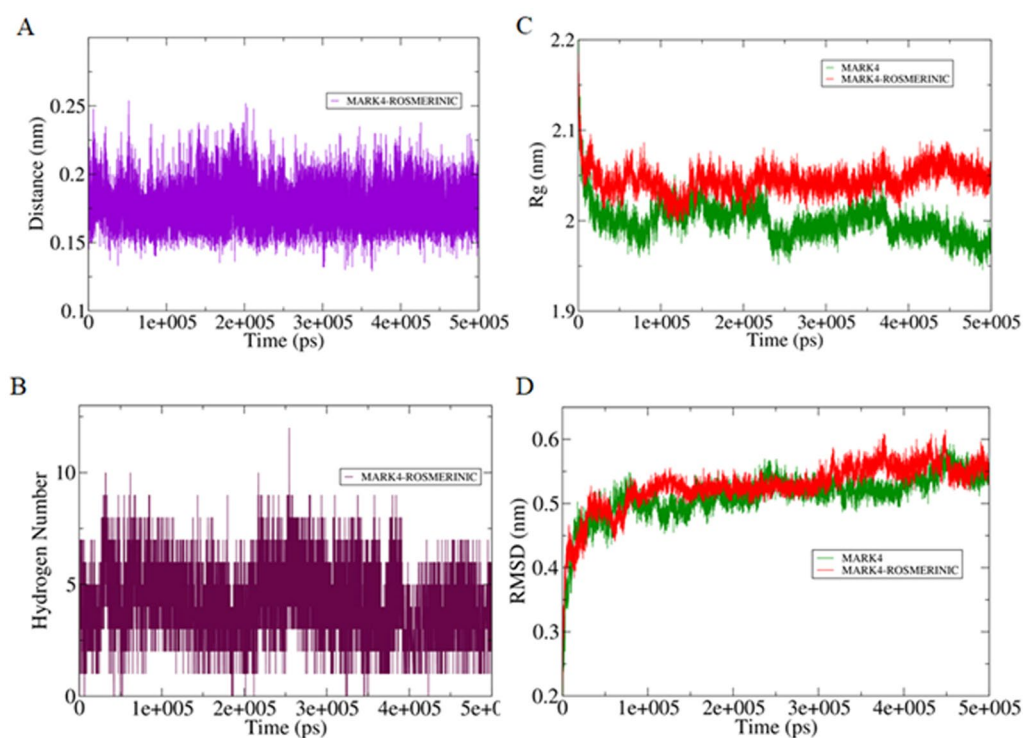 A
Distance (nm)
0.25
0.2
0.15
0.1
MARK4-ROSMERINIC
0 1e+005 2e+005 3e+005 4e+005 5e+005
Time (ps)
C
Rg (nm)
2.2
2.1
2
1.9
MARK4
MARK4-ROSMERINIC
0 1e+005 2e+005 3e+005 4e+005 5e+005
Time (ps)
B
Hydrogen Number
10
5
0
MARK4-ROSMERINIC
0 1e+005 2e+005 3e+005 4e+005 5e+00
Time (ps)
D
RMSD (nm)
0.6
0.5
0.4
0.3
0.2
MARK4
MARK4-ROSMERINIC
0 1e+005 2e+005 3e+005 4e+005 5e+005
Time (ps)